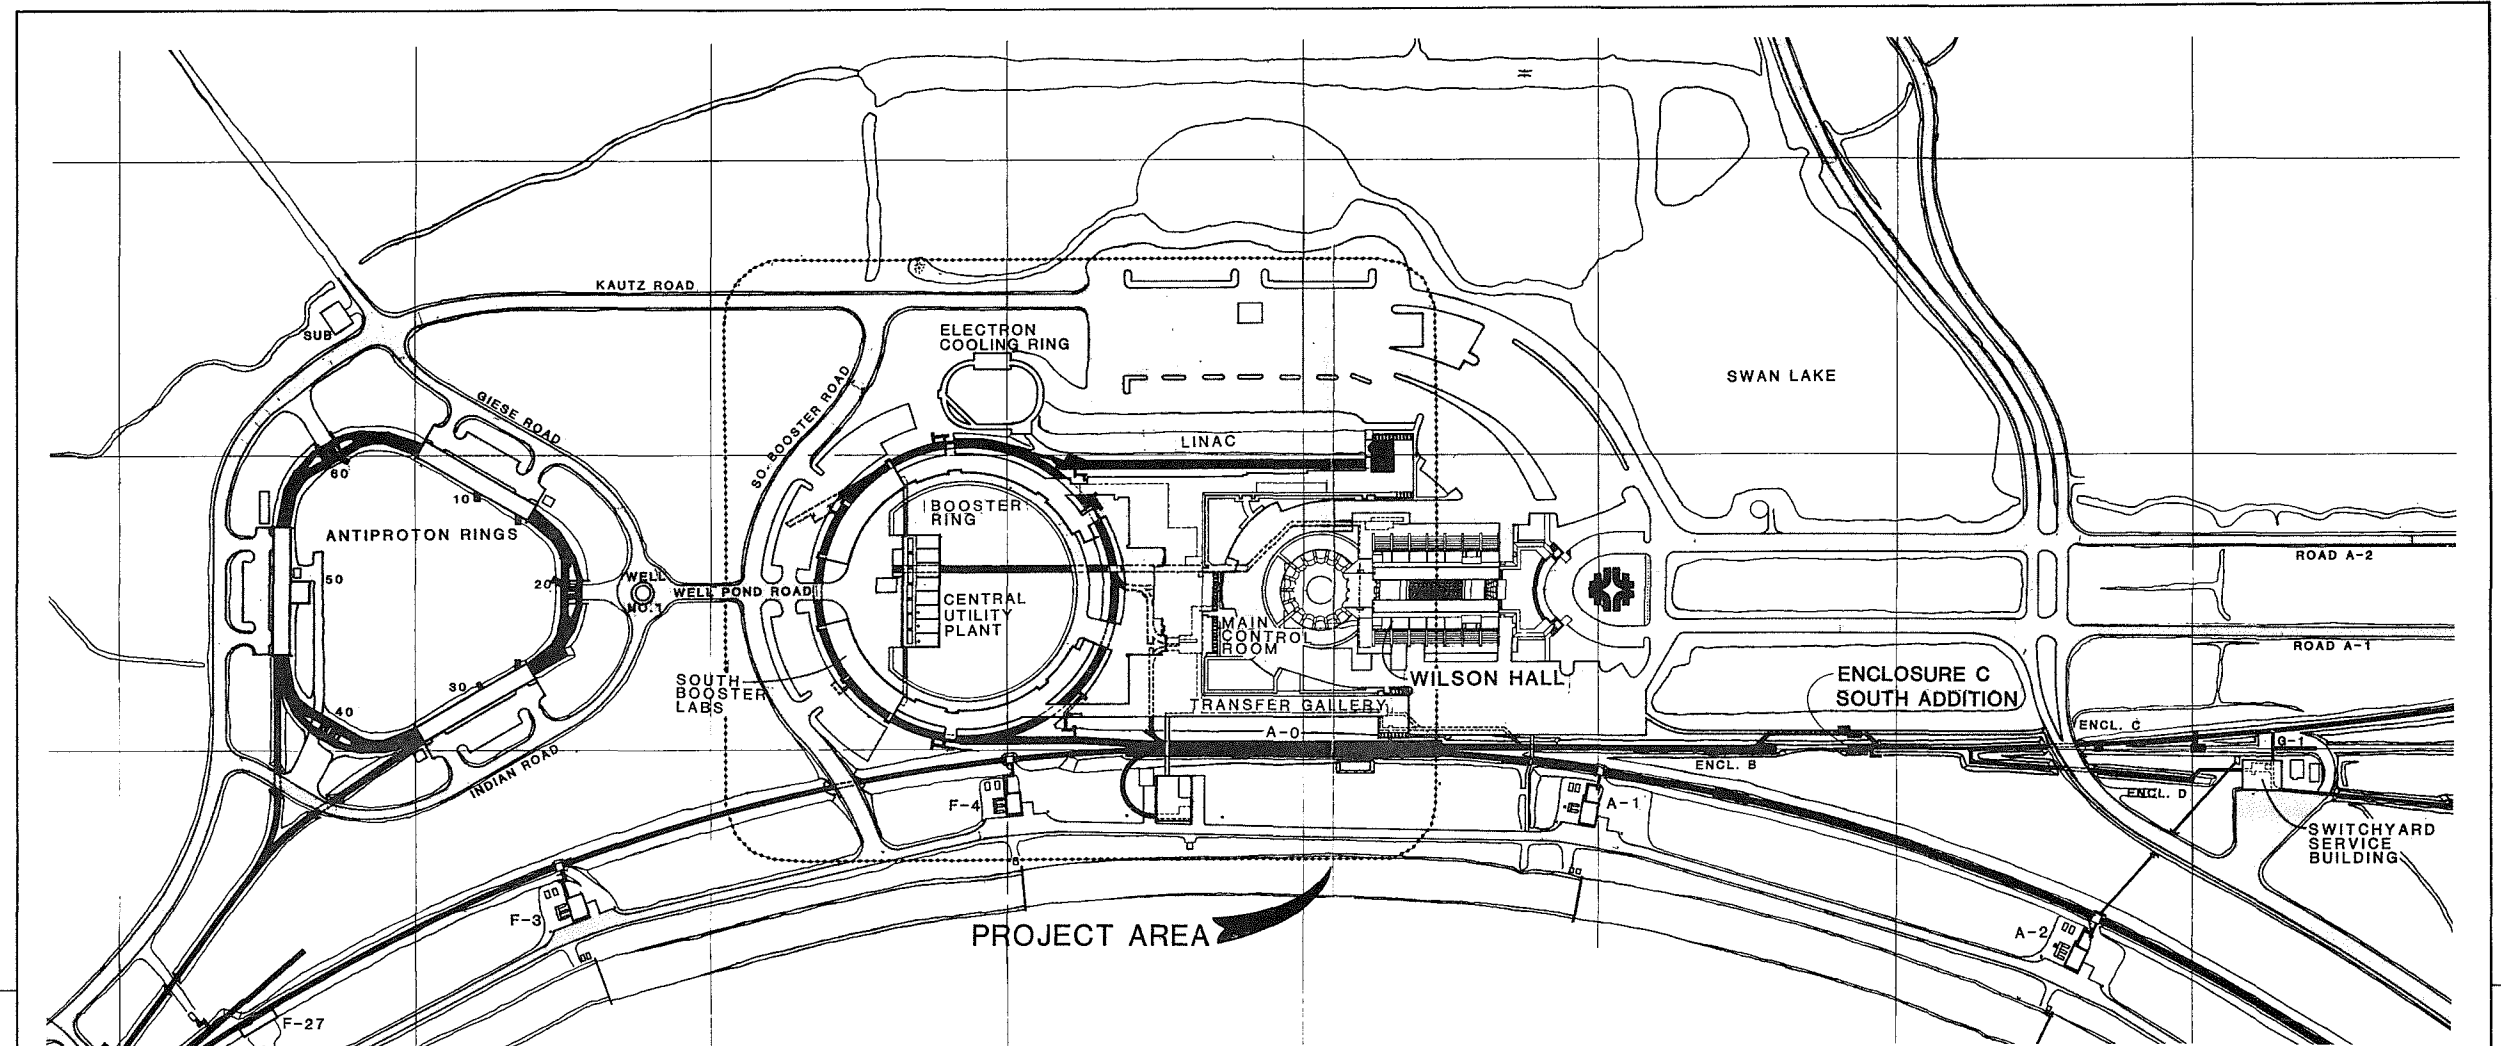 KAUTZ ROAD
SUB
ELECTRON
COOLING RING
SWAN LAKE
GIESE ROAD
SO. BOOSTER ROAD
LINAC
60
10
BOOSTER
RING
ANTIPROTON RINGS
ROAD A-2
50
20
WELL
NO. 1
WELL POND ROAD
CENTRAL
UTILITY
PLANT
MAIN
CONTROL
ROOM
ROAD A-1
30
SOUTH
BOOSTER
LABS
WILSON HALL
ENCLOSURE C
SOUTH ADDITION
40
TRANSFER GALLERY
A-0
ENCL. C
G-1
INDIAN ROAD
ENCL. B
ENCL. D
F-4
A-1
SWITCHYARD
SERVICE
BUILDING
F-3
PROJECT AREA
A-2
F-27